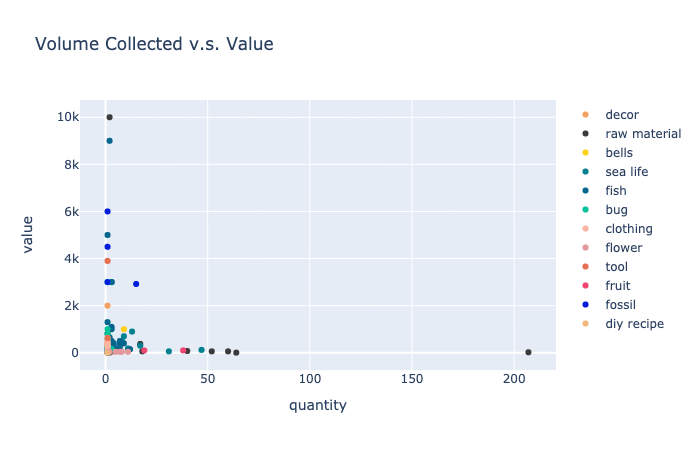 Volume Collected v.s. Value
10k
8k
6k
4k
2k
0
value
0 50 100 150 200
quantity
decor
raw material
bells
sea life
fish
bug
clothing
flower
tool
fruit
fossil
diy recipe